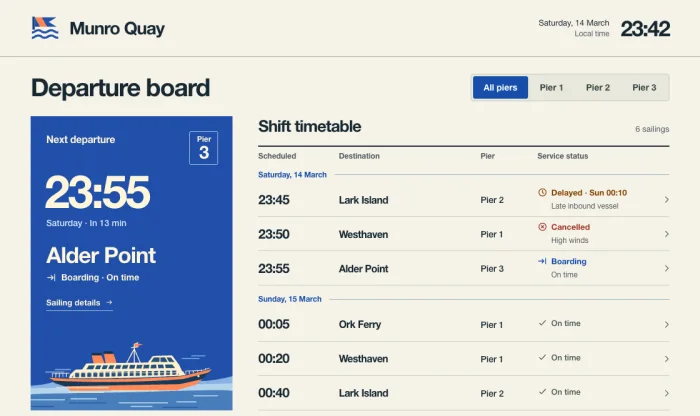 Munro Quay
Saturday, 14 March
Local time
23:42
Departure board
All piers
Pier 1
Pier 2
Pier 3
Next departure
Pier
3
23:55
Saturday · In 13 min
Alder Point
Boarding · On time
Sailing details
Shift timetable
6 sailings
Scheduled Destination Pier Service status
Saturday, 14 March
23:45 Lark Island Pier 2 Delayed · Sun 00:10
Late inbound vessel
23:50 Westhaven Pier 1 Cancelled
High winds
23:55 Alder Point Pier 3 Boarding
On time
Sunday, 15 March
00:05 Ork Ferry Pier 1 On time
00:20 Westhaven Pier 1 On time
00:40 Lark Island Pier 2 On time